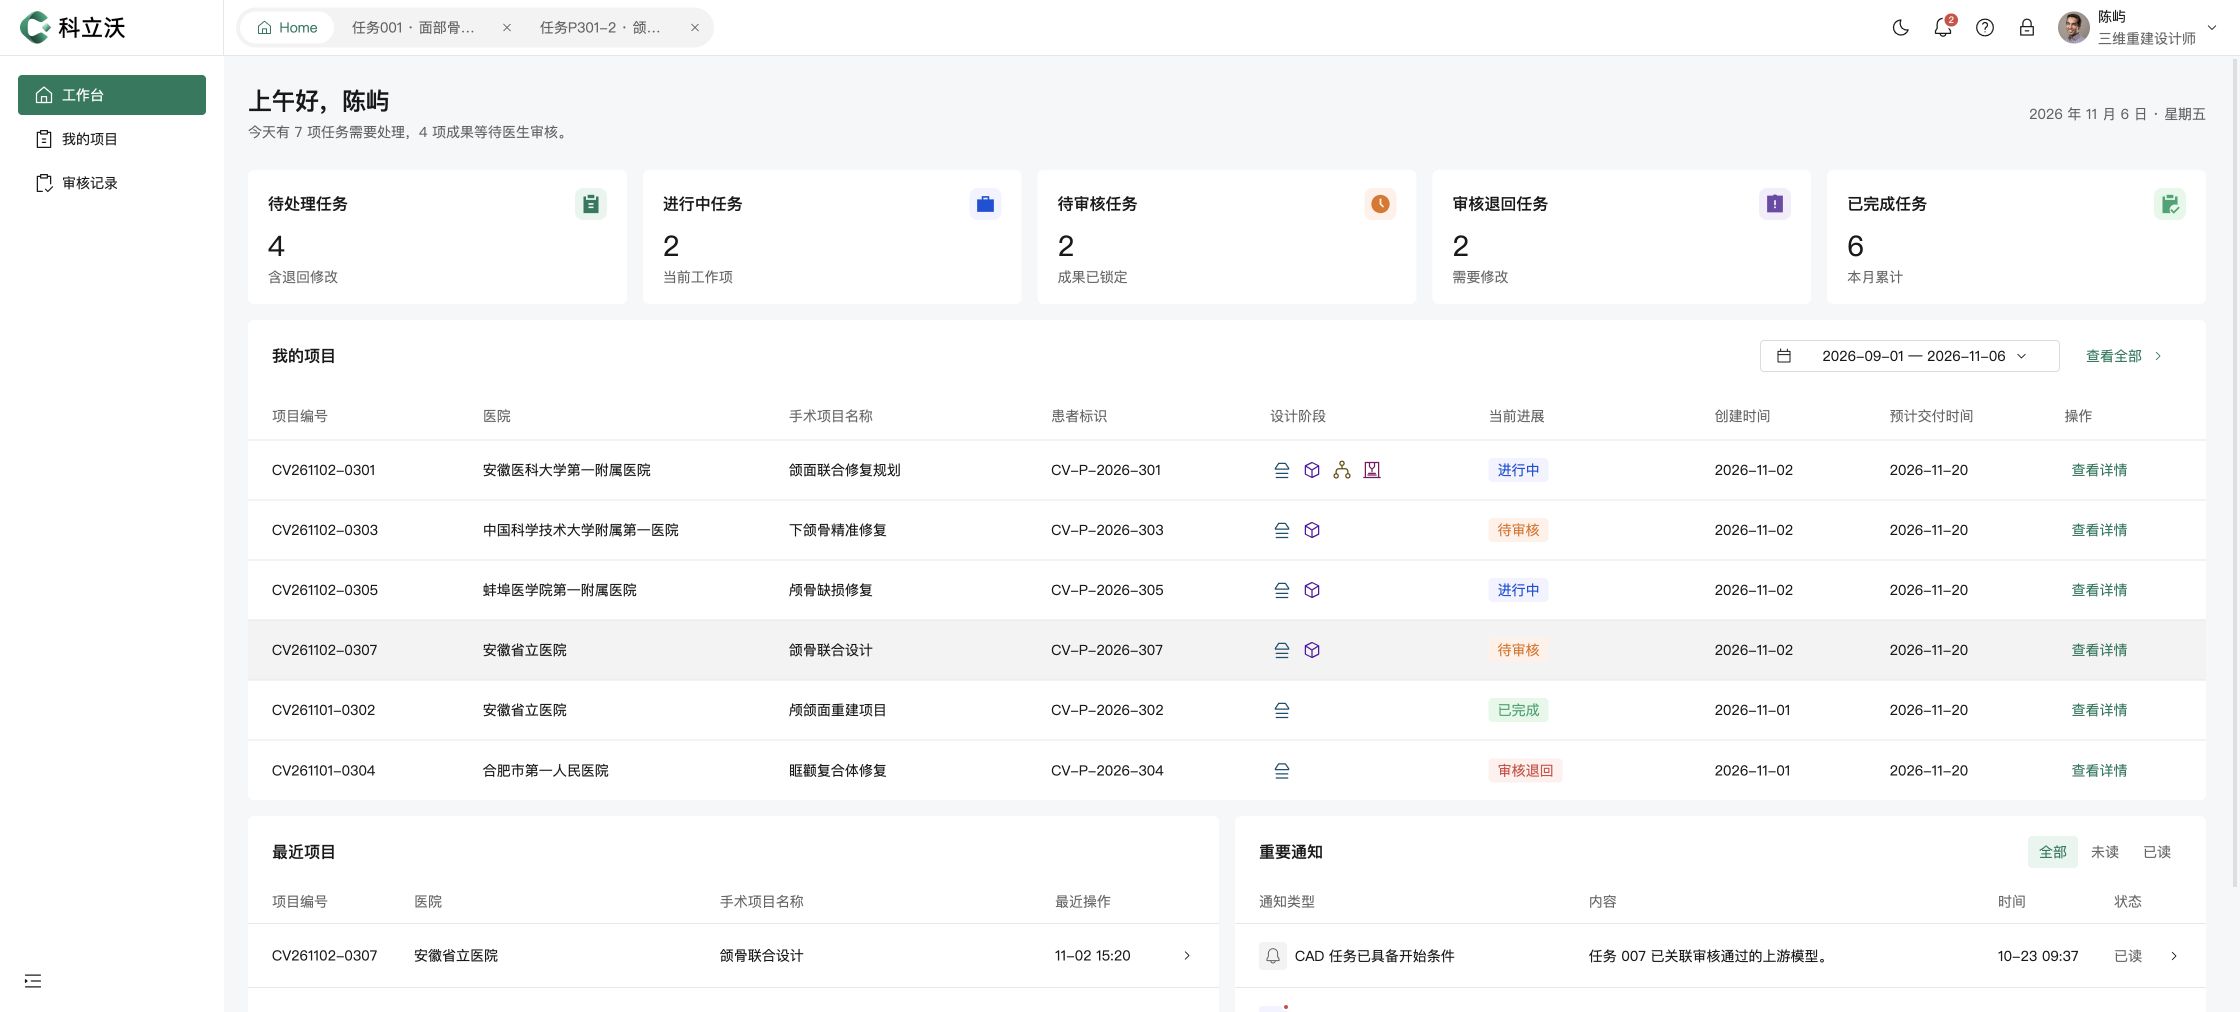 科立沃
Home
任务001 · 面部骨...
任务P301-2 · 颌...
2
陈屿
三维重建设计师
工作台
我的项目
审核记录
上午好，陈屿
今天有 7 项任务需要处理，4 项成果等待医生审核。
2026 年 11 月 6 日 · 星期五
待处理任务
4
含退回修改
进行中任务
2
当前工作项
待审核任务
2
成果已锁定
审核退回任务
2
需要修改
已完成任务
6
本月累计
我的项目
2026-09-01 — 2026-11-06
查看全部
项目编号 医院 手术项目名称 患者标识 设计阶段 当前进展 创建时间 预计交付时间 操作
CV261102-0301 安徽医科大学第一附属医院 颌面联合修复规划 CV-P-2026-301 进行中 2026-11-02 2026-11-20 查看详情
CV261102-0303 中国科学技术大学附属第一医院 下颌骨精准修复 CV-P-2026-303 待审核 2026-11-02 2026-11-20 查看详情
CV261102-0305 蚌埠医学院第一附属医院 颅骨缺损修复 CV-P-2026-305 进行中 2026-11-02 2026-11-20 查看详情
CV261102-0307 安徽省立医院 颌骨联合设计 CV-P-2026-307 待审核 2026-11-02 2026-11-20 查看详情
CV261101-0302 安徽省立医院 颅颌面重建项目 CV-P-2026-302 已完成 2026-11-01 2026-11-20 查看详情
CV261101-0304 合肥市第一人民医院 眶颧复合体修复 CV-P-2026-304 审核退回 2026-11-01 2026-11-20 查看详情
最近项目
项目编号 医院 手术项目名称 最近操作
CV261102-0307 安徽省立医院 颌骨联合设计 11-02 15:20
重要通知
全部 未读 已读
通知类型 内容 时间 状态
CAD 任务已具备开始条件 任务 007 已关联审核通过的上游模型。 10-23 09:37 已读